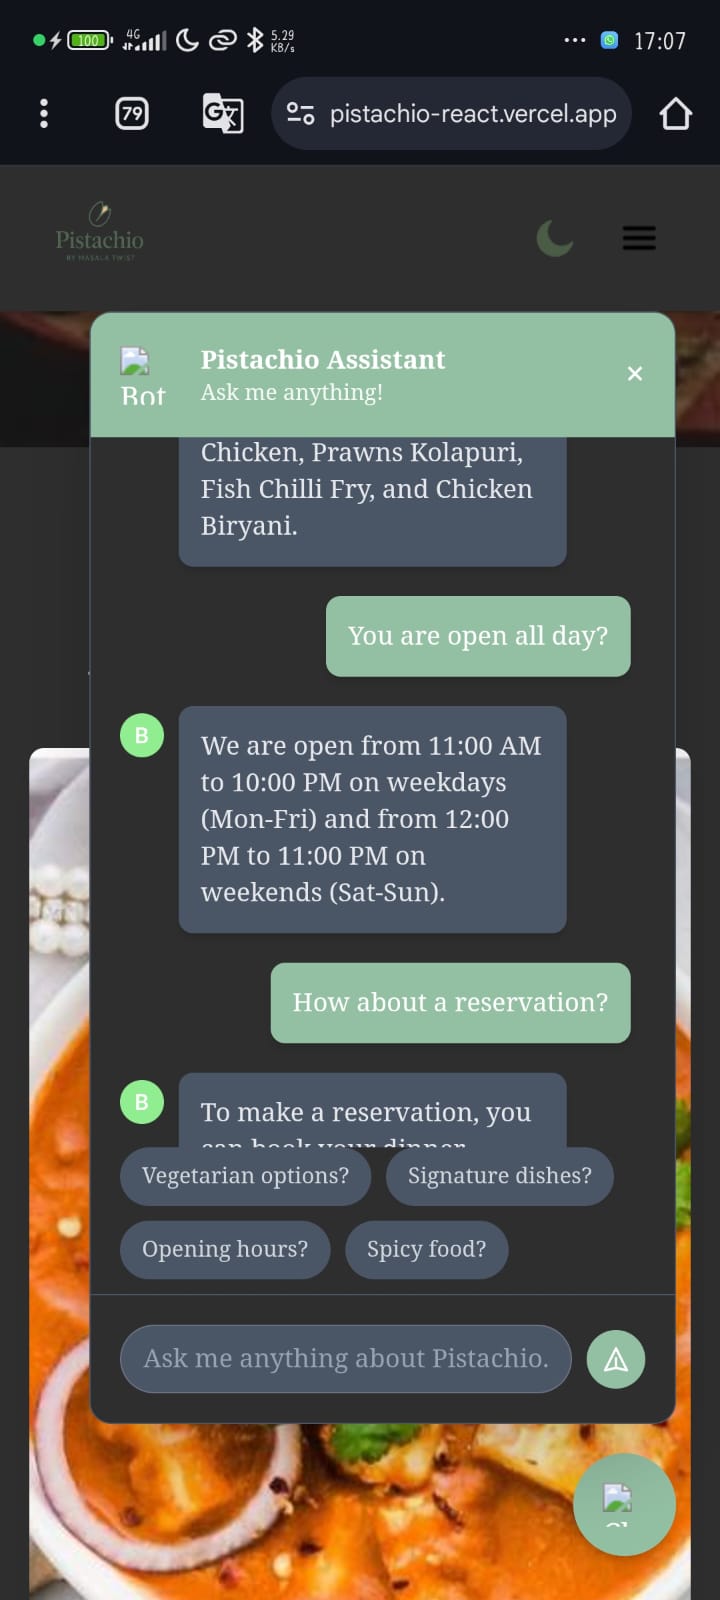 100
4G
5.29
KB/s
17:07
79
G
pistachio-react.vercel.app
Pistachio
BY MASALA TWIST
Bot
Pistachio Assistant
Ask me anything!
×
Chicken, Prawns Kolapuri,
Fish Chilli Fry, and Chicken
Biryani.
You are open all day?
B
We are open from 11:00 AM
to 10:00 PM on weekdays
(Mon-Fri) and from 12:00
PM to 11:00 PM on
weekends (Sat-Sun).
How about a reservation?
B
To make a reservation, you
can book your dinner
Vegetarian options?
Signature dishes?
Opening hours?
Spicy food?
Ask me anything about Pistachio.